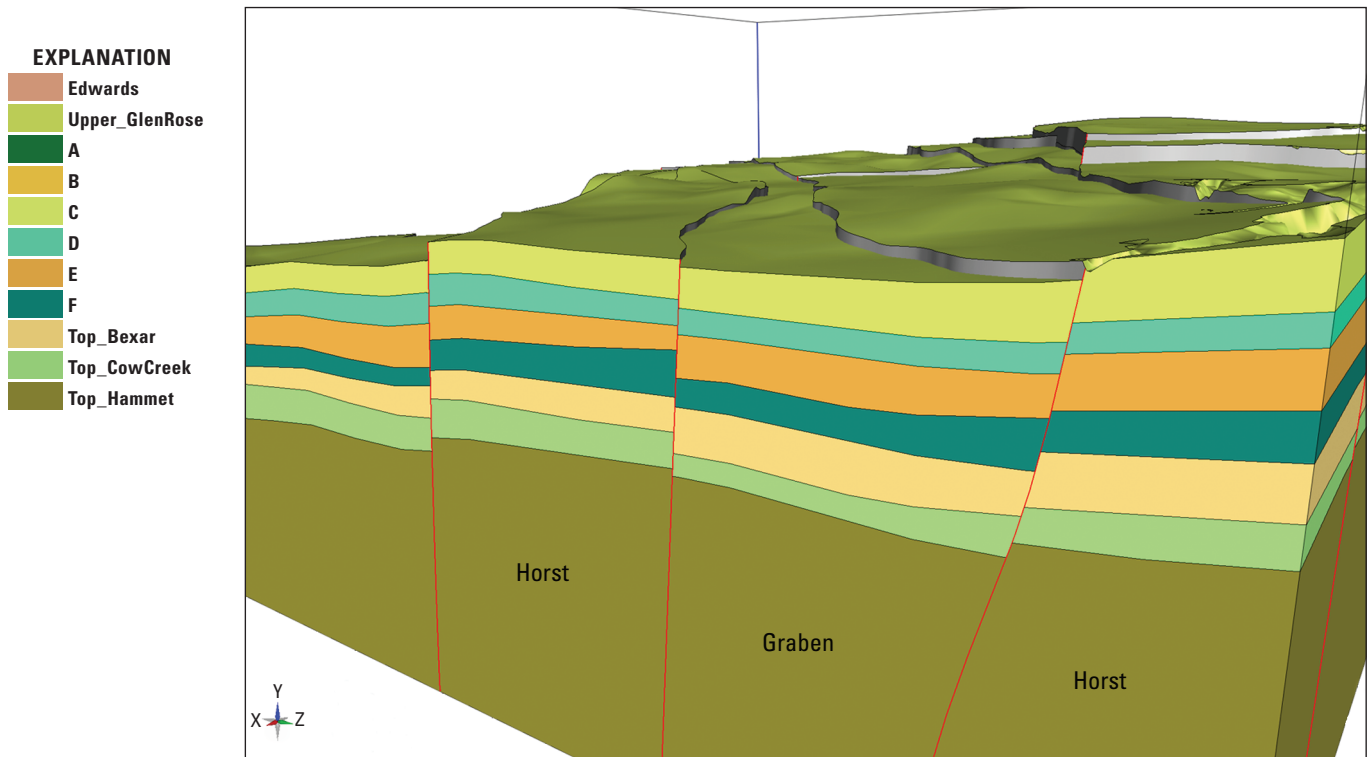 EXPLANATION
Edwards
Upper_GlenRose
A
B
C
D
E
F
Top_Bexar
Top_CowCreek
Top_Hammet
Horst
Graben
Horst
Y
X
Z